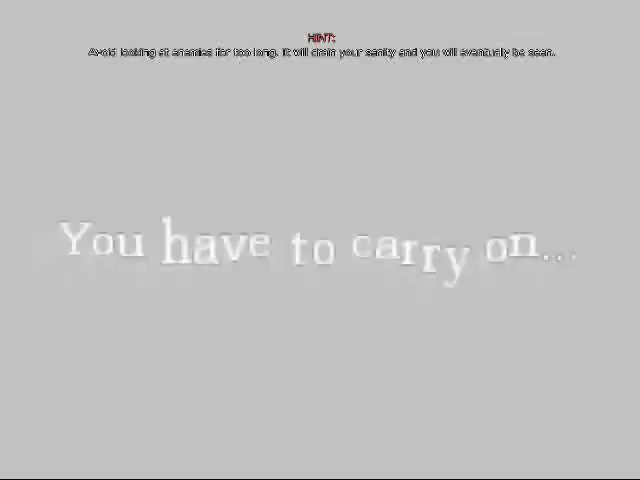 HINT:
Avoid looking at enemies for too long. It will drain your sanity and you will eventually be seen.
You have to carry on...